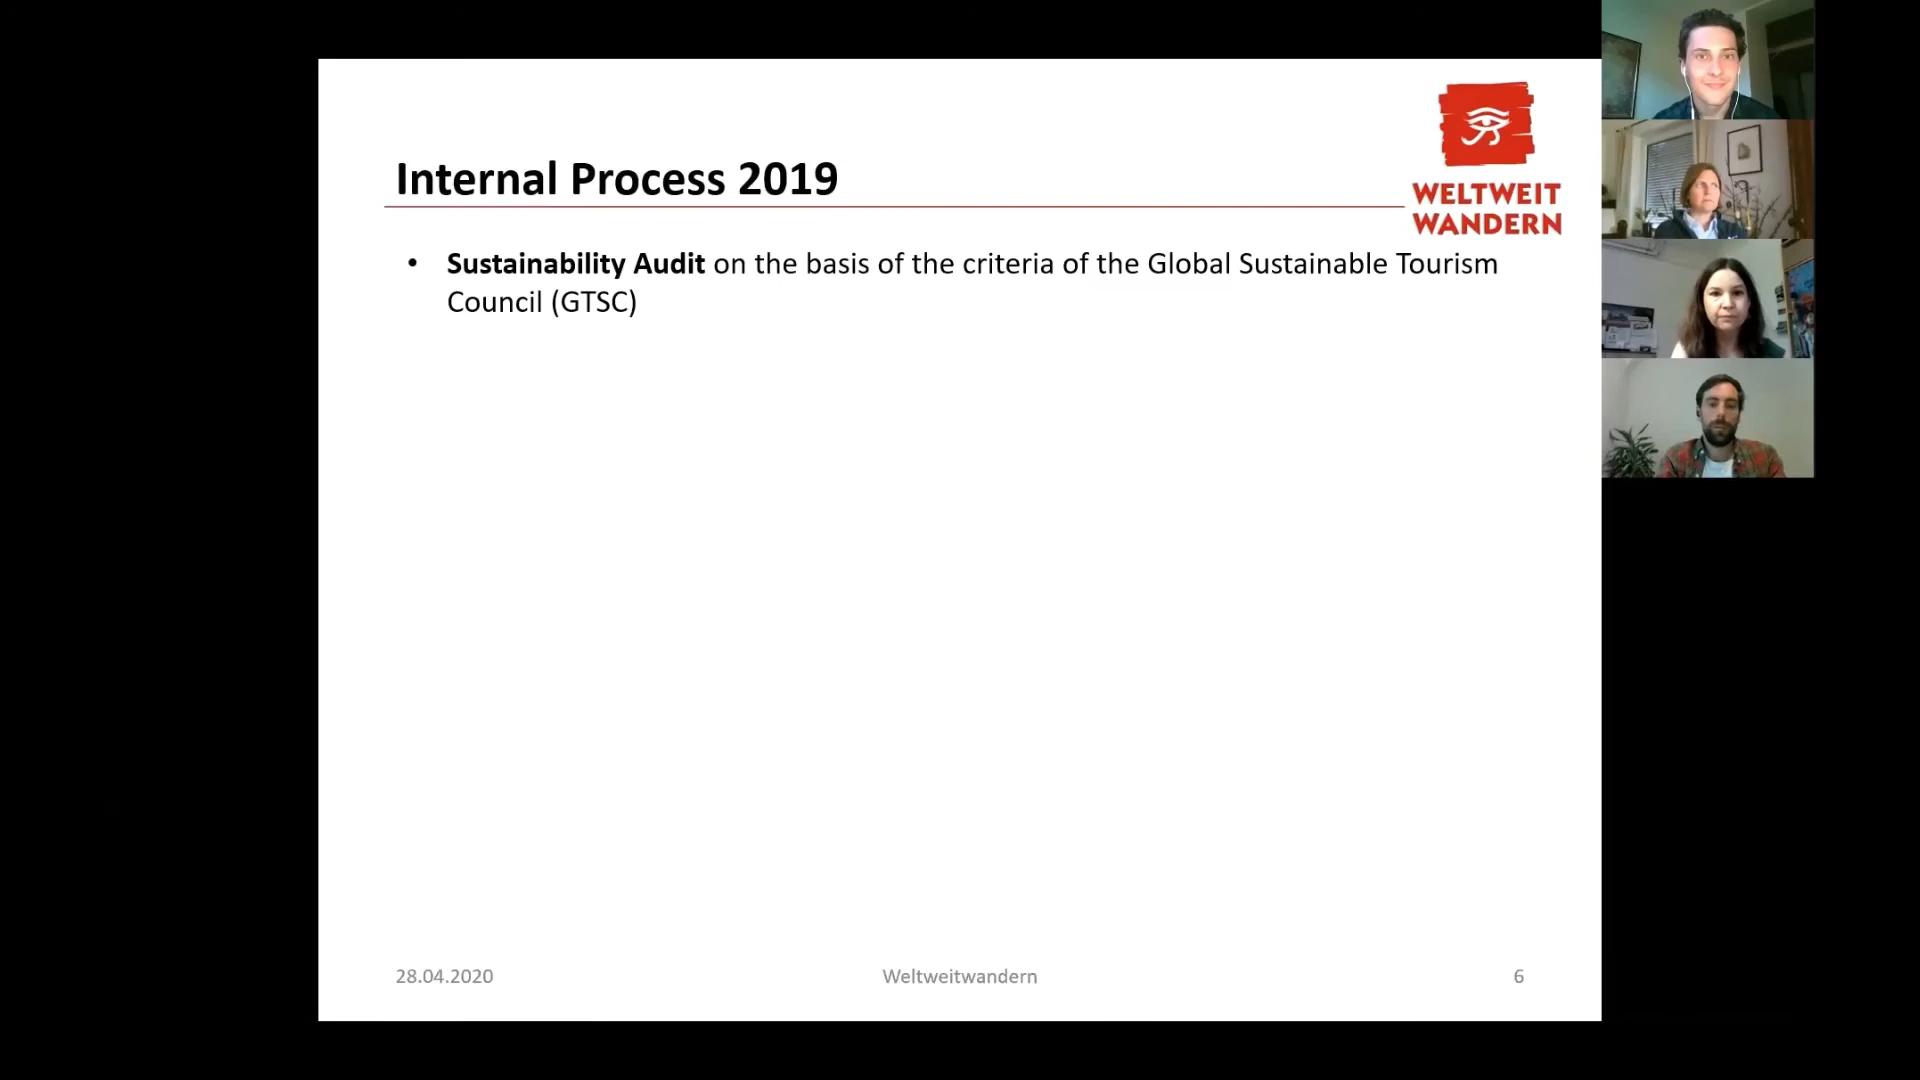 WELTWEIT
WANDERN
Internal Process 2019
• Sustainability Audit on the basis of the criteria of the Global Sustainable Tourism
Council (GTSC)
28.04.2020
Weltweitwandern
6